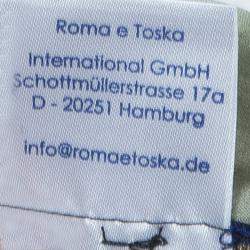 Roma e Toska
International GmbH
Schottmüllerstrasse 17a
D - 20251 Hamburg
info@romaetoska.de